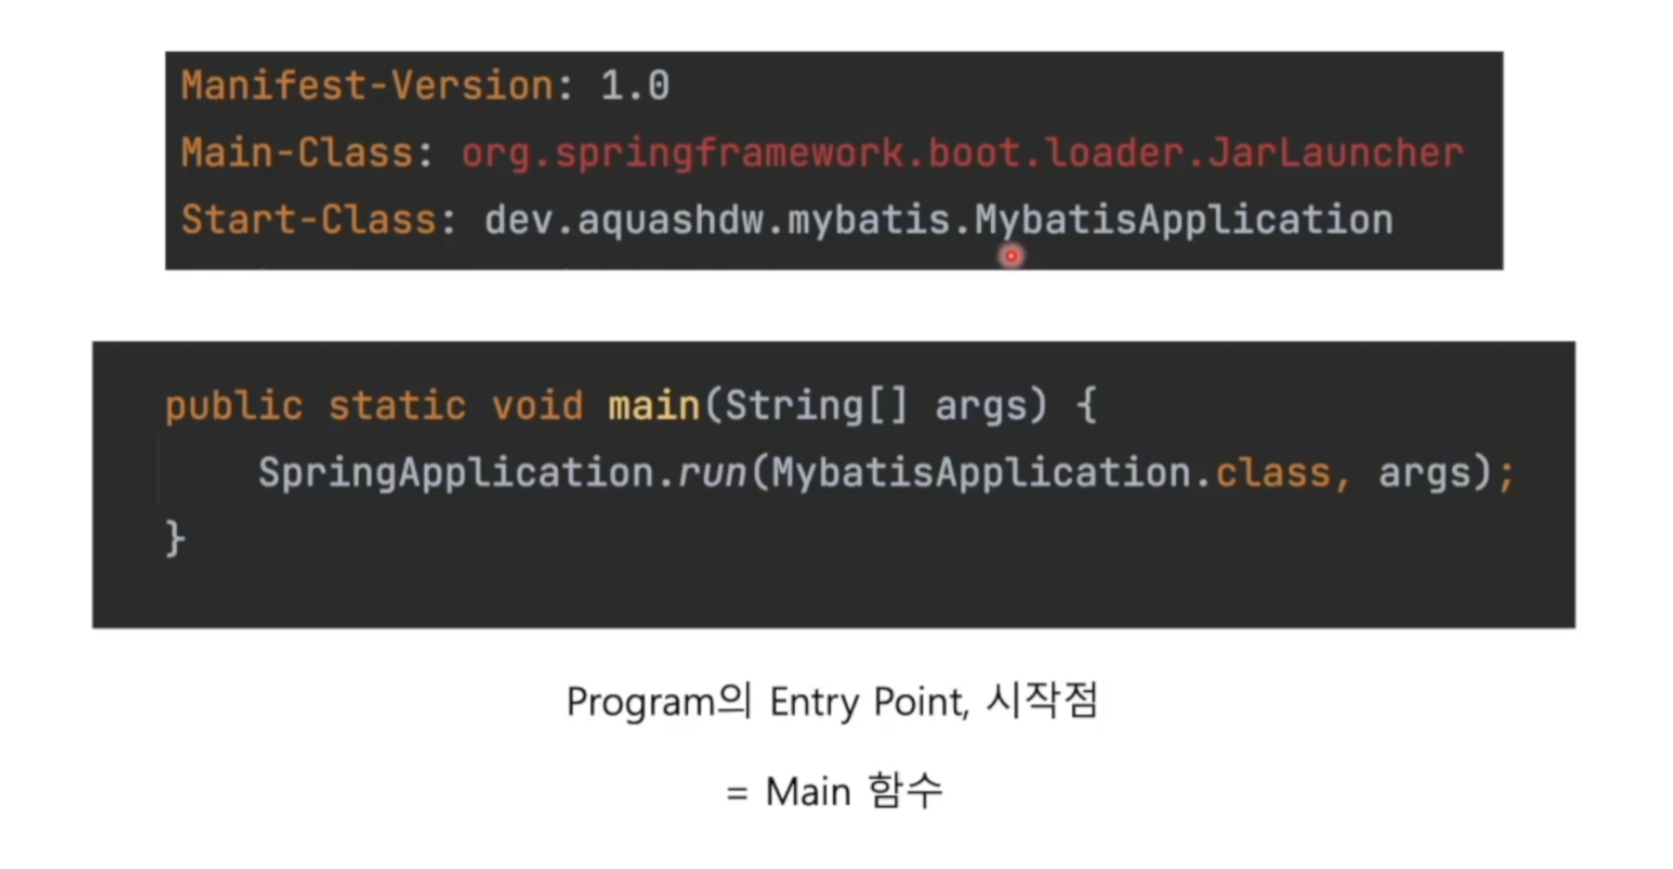 Manifest-Version: 1.0
Main-Class: org.springframework.boot.loader.JarLauncher
Start-Class: dev.aquashdw.mybatis.MybatisApplication
public static void main(String[] args) {
SpringApplication.run(MybatisApplication.class, args);
}
Program의 Entry Point, 시작점
= Main 함수